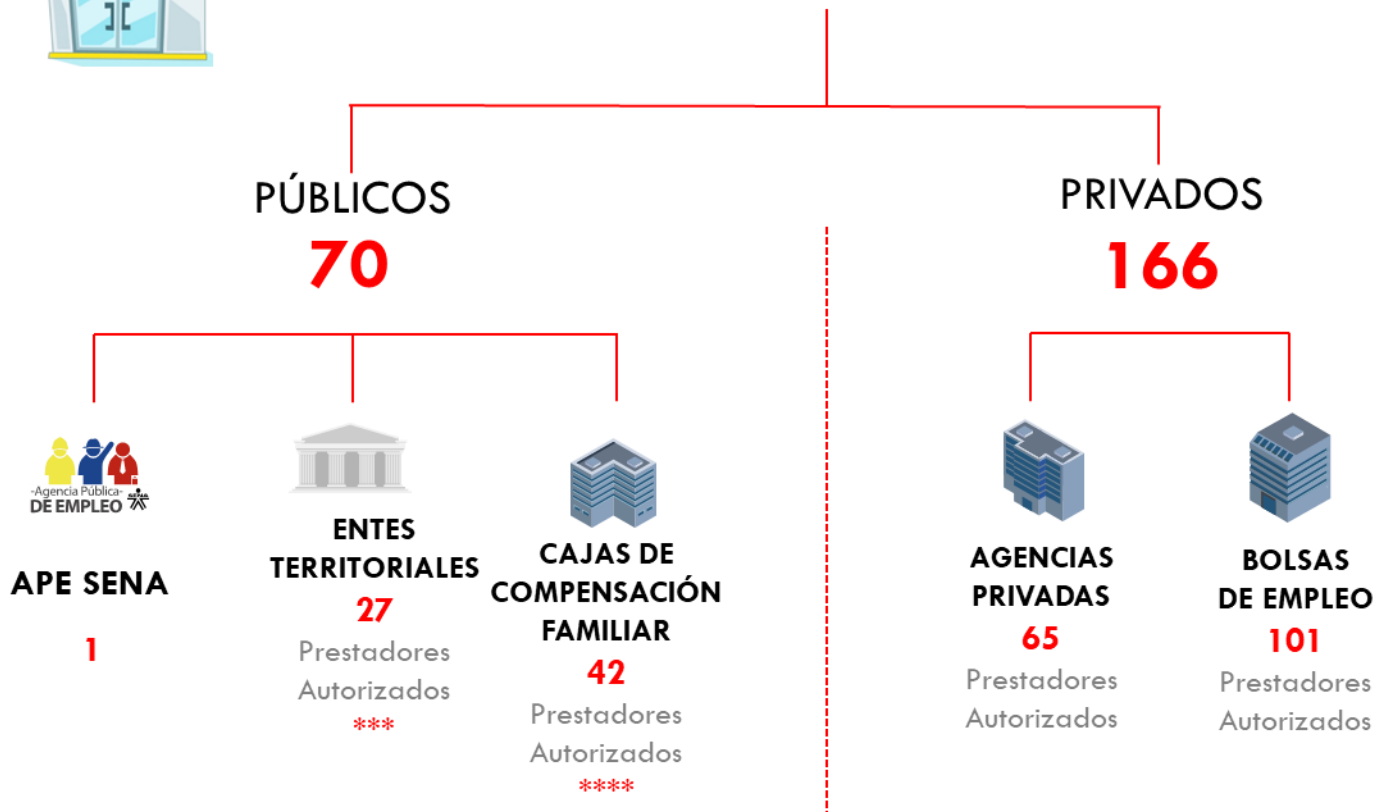 PÚBLICOS
70
PRIVADOS
166
-Agencia Pública-
DE EMPLEO
SENA
APE SENA
1
ENTES
TERRITORIALES
27
Prestadores
Autorizados
***
CAJAS DE
COMPENSACIÓN
FAMILIAR
42
Prestadores
Autorizados
****
AGENCIAS
PRIVADAS
65
Prestadores
Autorizados
BOLSAS
DE EMPLEO
101
Prestadores
Autorizados